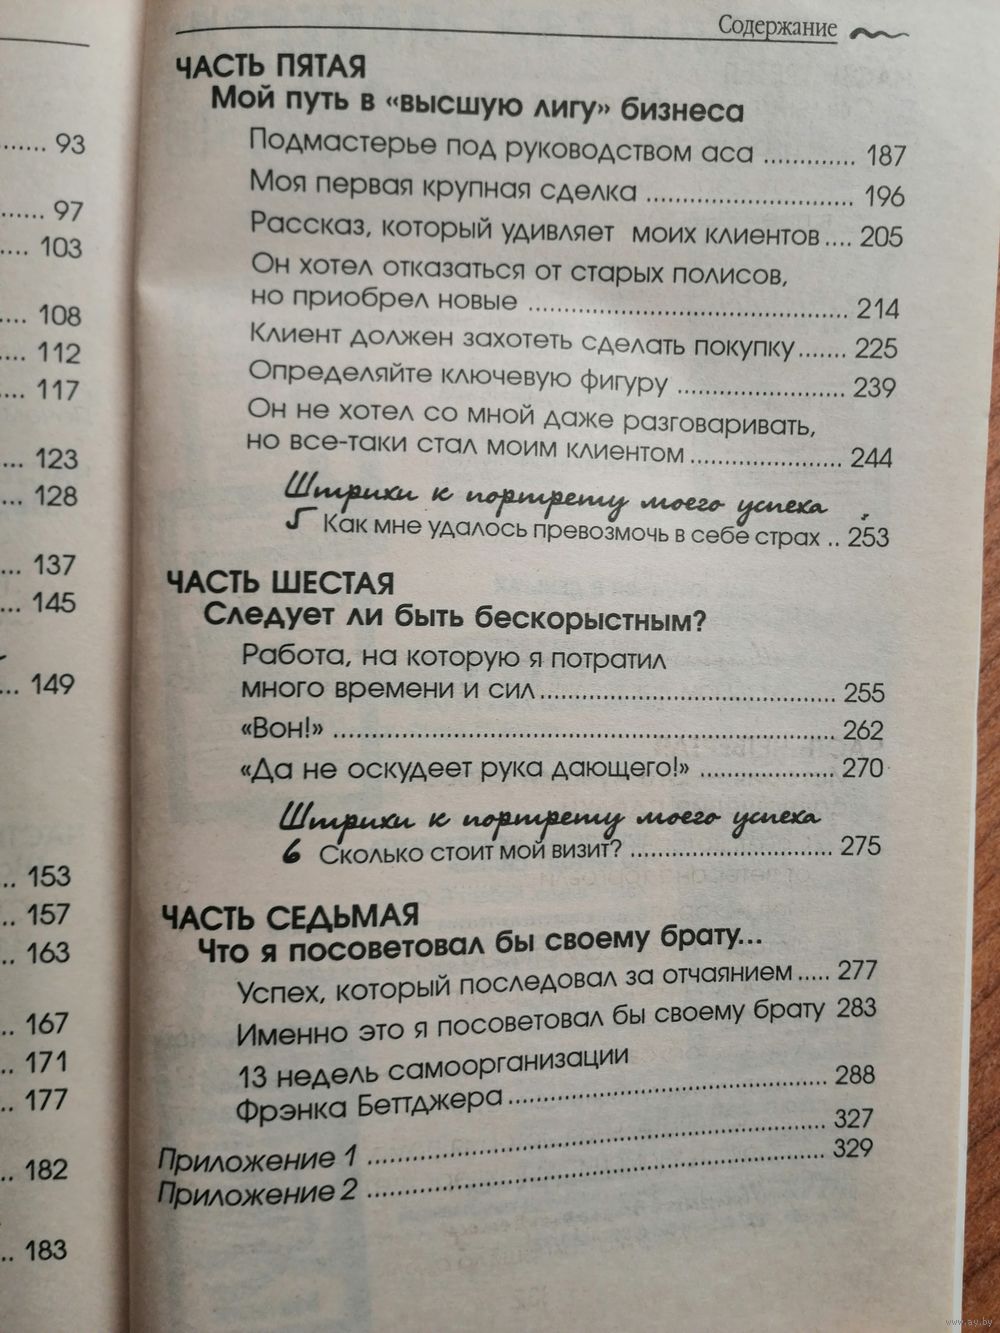 93
97
103
108
112
117
123
128
137
145
149
153
157
163
167
171
177
182
183
Содержание
ЧАСТЬ ПЯТАЯ
Мой путь в «высшую лигу» бизнеса
Подмастерье под руководством аса ............. 187
Моя первая крупная сделка ............................. 196
Рассказ, который удивляет моих клиентов .... 205
Он хотел отказаться от старых полисов,
но приобрел новые ............................................ 214
Клиент должен захотеть сделать покупку ....... 225
Определяйте ключевую фигуру ........................ 239
Он не хотел со мной даже разговаривать,
но все-таки стал моим клиентом ...................... 244
Штрихи к портрету моего успеха
5 Как мне удалось превозмочь в себе страх .. 253
ЧАСТЬ ШЕСТАЯ
Следует ли быть бескорыстным?
Работа, на которую я потратил
много времени и сил .......................................... 255
«Вон!» ...................................................................... 262
«Да не оскудеет рука дающего!» .................... 270
Штрихи к портрету моего успеха
6 Сколько стоит мой визит? .............................. 275
ЧАСТЬ СЕДЬМАЯ
Что я посоветовал бы своему брату...
Успех, который последовал за отчаянием ..... 277
Именно это я посоветовал бы своему брату 283
13 недель самоорганизации
Фрэнка Беттджера ............................................... 288
Приложение 1 .................................................................. 327
Приложение 2 .................................................................. 329
www.ay.by